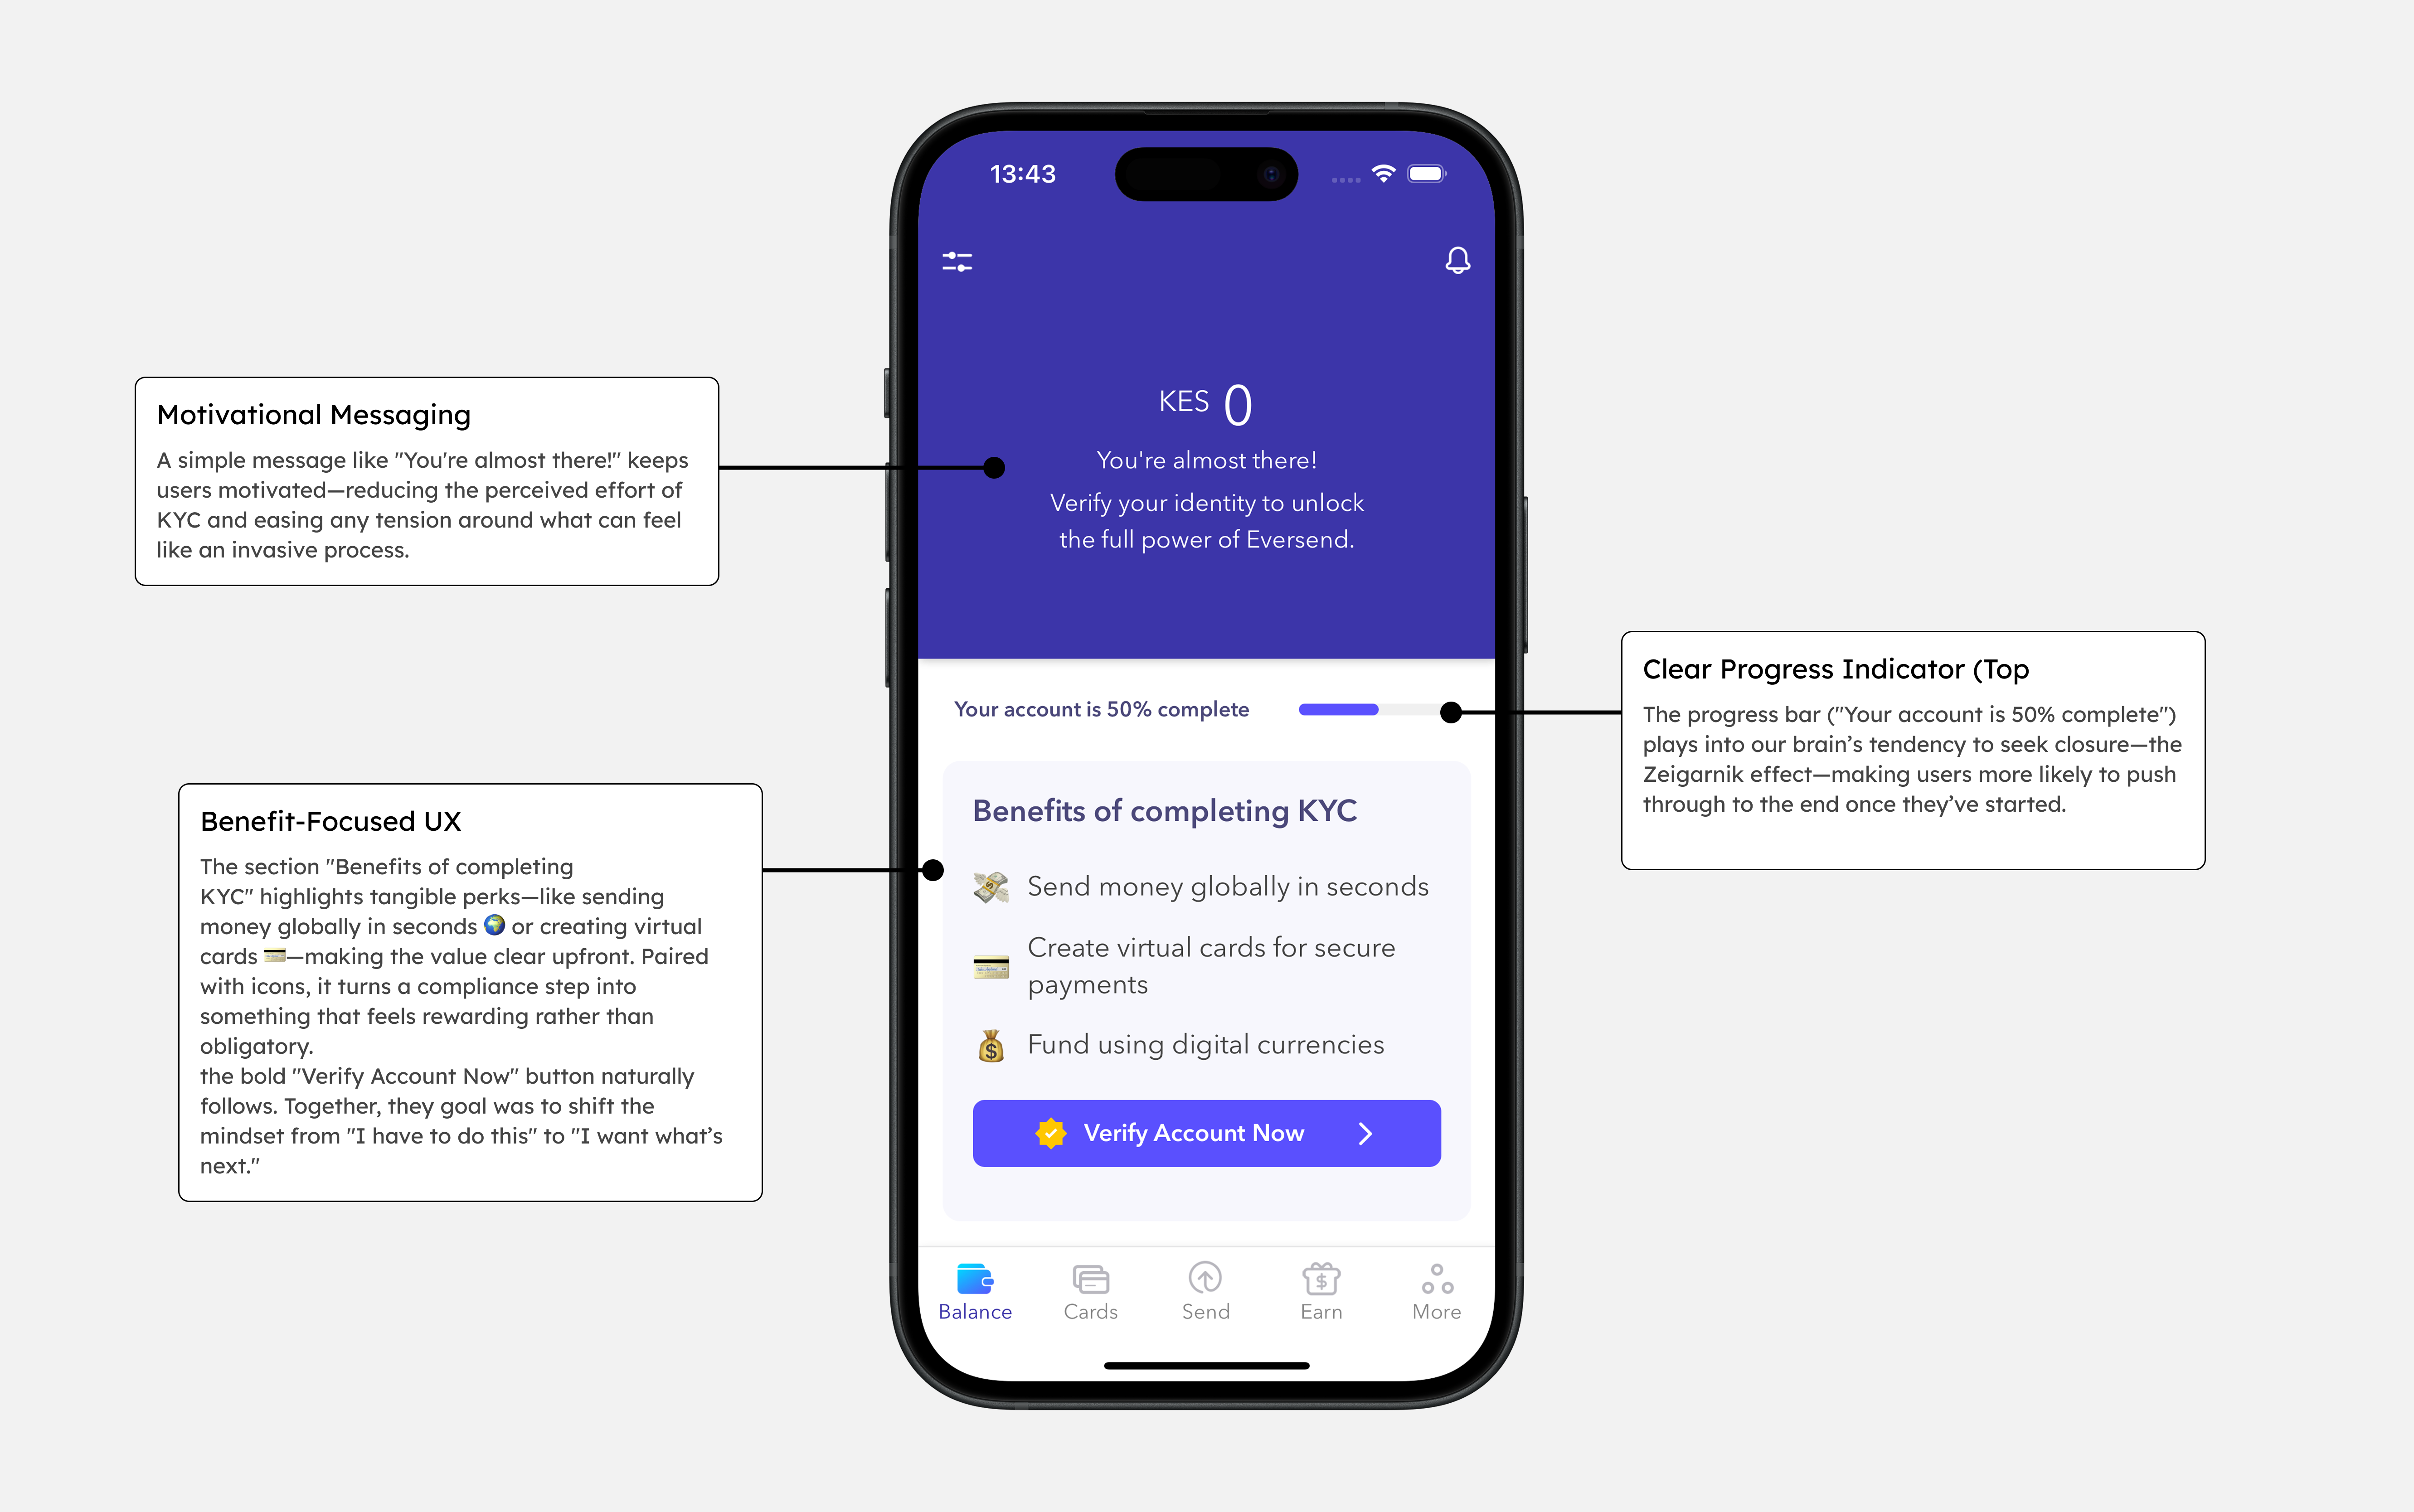 13:43
KES 0
You're almost there!
Verify your identity to unlock
the full power of Eversend.
Motivational Messaging
A simple message like "You're almost there!" keeps
users motivated—reducing the perceived effort of
KYC and easing any tension around what can feel
like an invasive process.
Clear Progress Indicator (Top
The progress bar ("Your account is 50% complete")
plays into our brain’s tendency to seek closure—the
Zeigarnik effect—making users more likely to push
through to the end once they’ve started.
Your account is 50% complete
Benefit-Focused UX
The section "Benefits of completing
KYC" highlights tangible perks—like sending
money globally in seconds 🌍 or creating virtual
cards 💳—making the value clear upfront. Paired
with icons, it turns a compliance step into
something that feels rewarding rather than
obligatory.
the bold "Verify Account Now" button naturally
follows. Together, they goal was to shift the
mindset from "I have to do this" to "I want what’s
next."
Benefits of completing KYC
Send money globally in seconds
Create virtual cards for secure
payments
Fund using digital currencies
Verify Account Now
Balance
Cards
Send
Earn
More